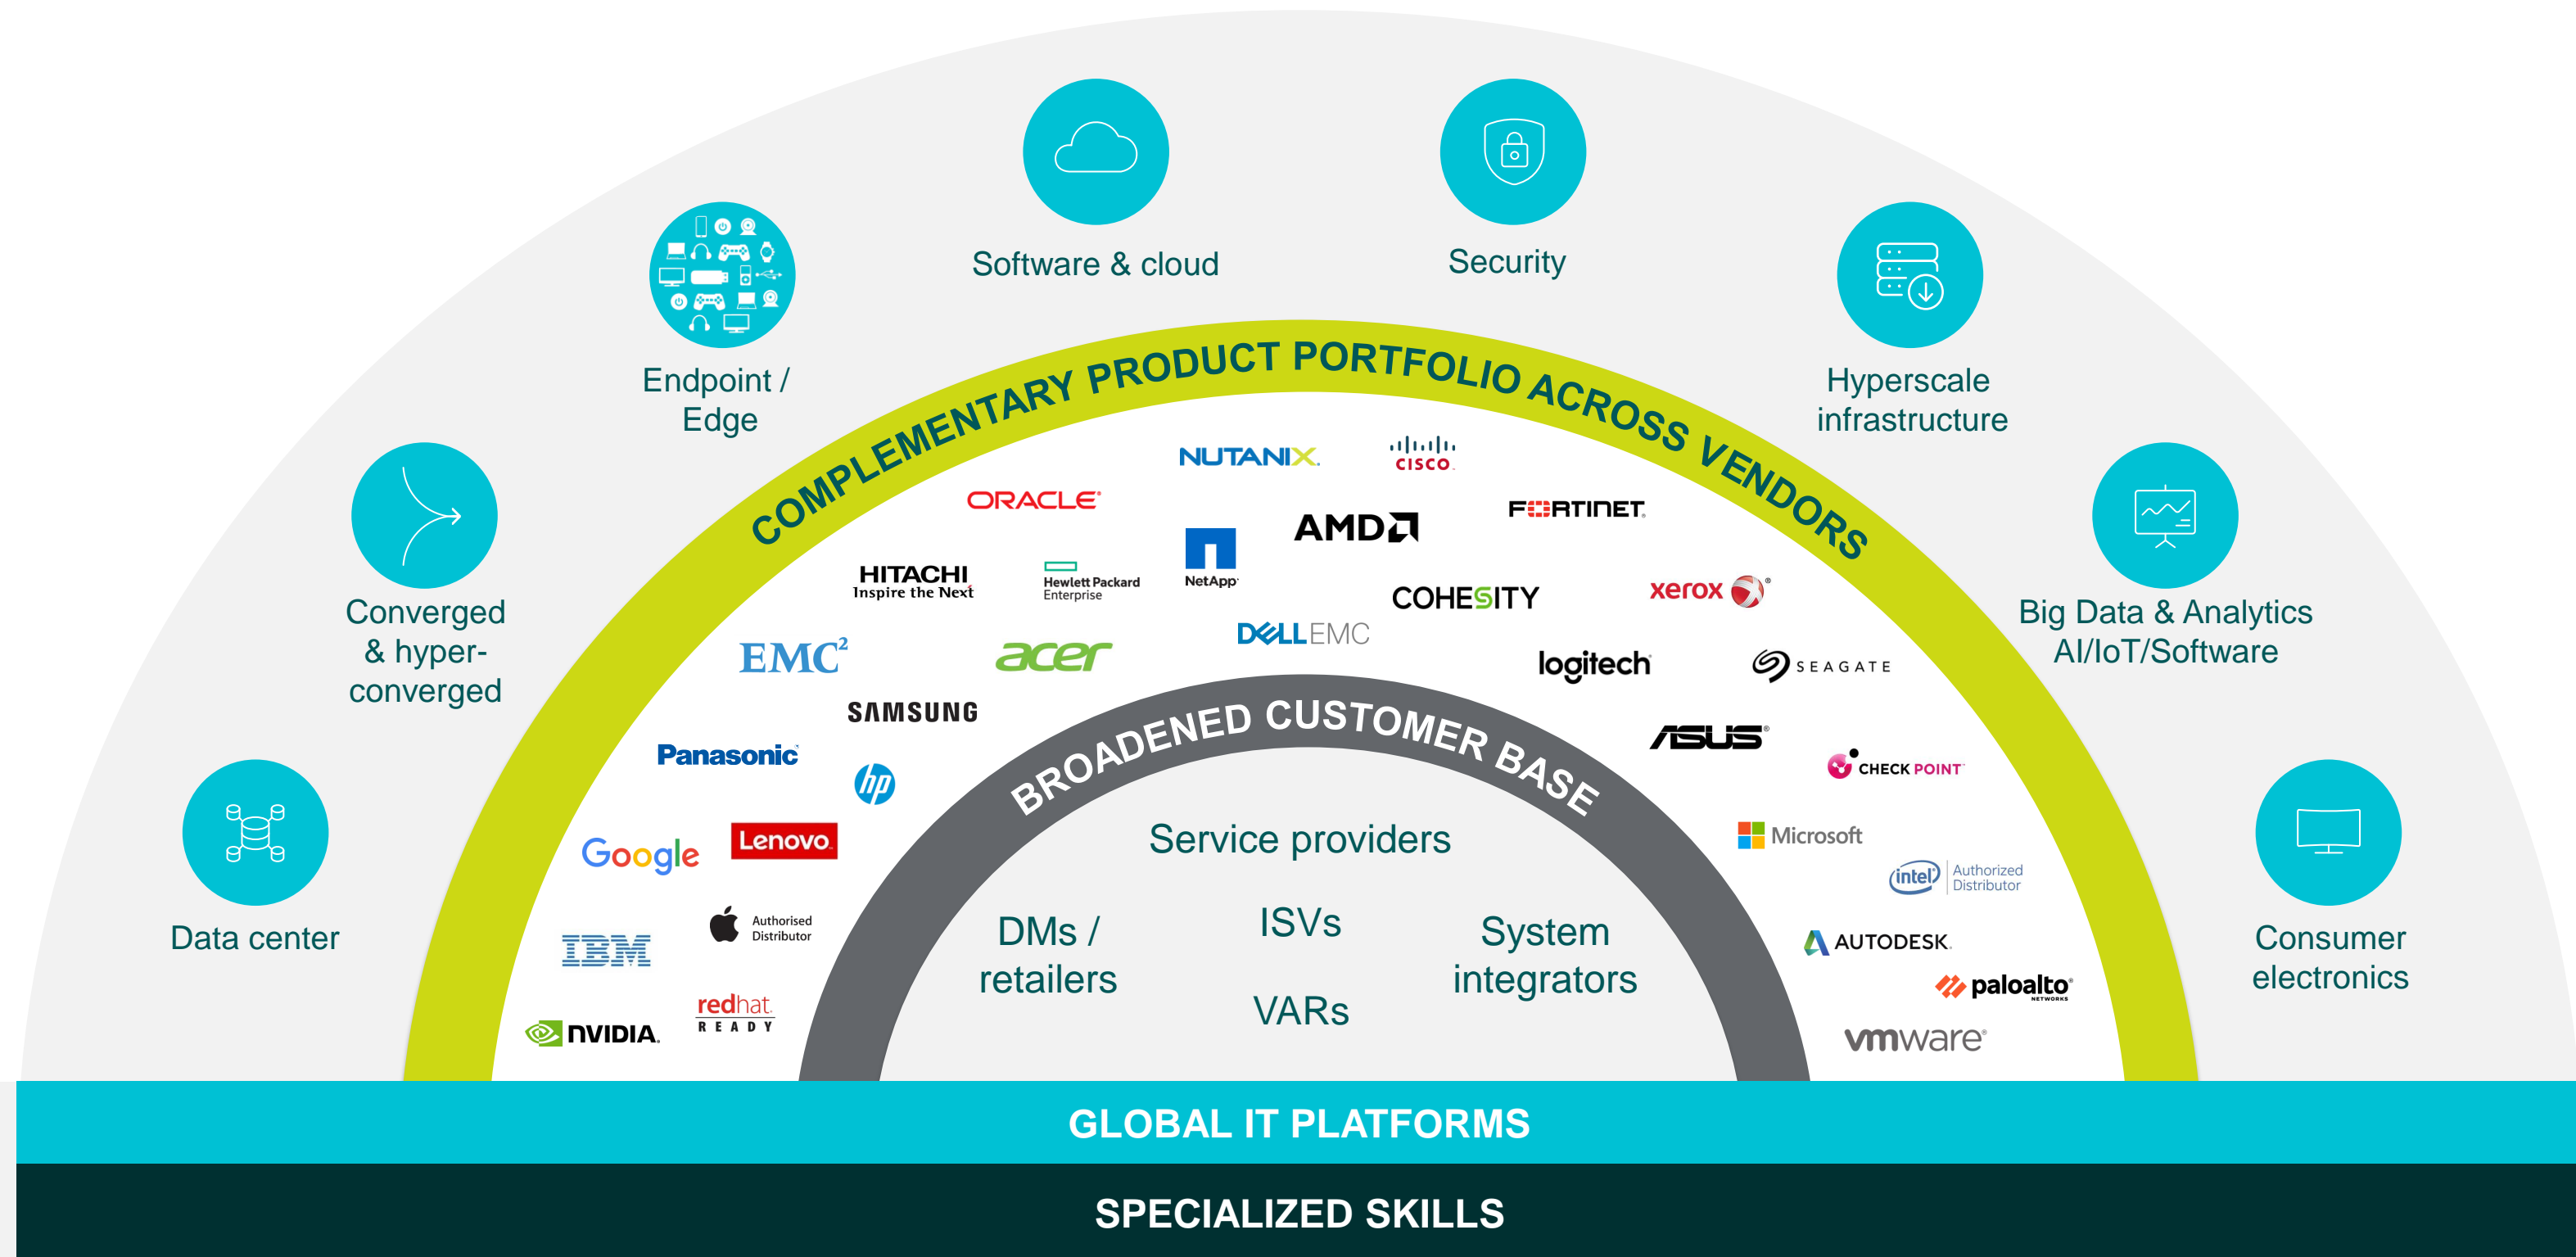 Software & cloud
Security
Endpoint /
Edge
Hyperscale
infrastructure
Converged
& hyper-
converged
Big Data & Analytics
AI/IoT/Software
Data center
Consumer
electronics
COMPLEMENTARY PRODUCT PORTFOLIO ACROSS VENDORS
NUTANIX
CISCO
ORACLE
FORTINET
AMD
HITACHI
Inspire the Next
Hewlett Packard
Enterprise
NetApp
COHESITY
xerox
DELLEMC
EMC²
acer
logitech
SEAGATE
SAMSUNG
Panasonic
hp
ASUS
CHECK POINT
Google
Lenovo
Microsoft
intel
Authorized
Distributor
IBM
Authorised
Distributor
AUTODESK
paloalto
NETWORKS
NVIDIA
redhat
READY
vmware
BROADENED CUSTOMER BASE
Service providers
DMs /
retailers
ISVs
VARs
System
integrators
GLOBAL IT PLATFORMS
SPECIALIZED SKILLS